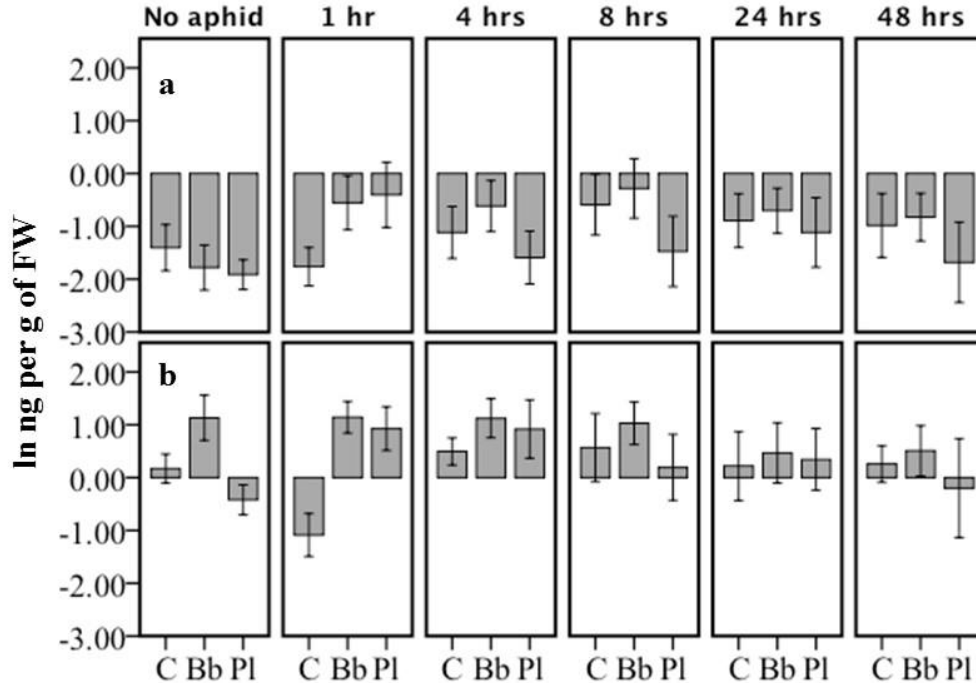 No aphid 1 hr 4 hrs 8 hrs 24 hrs 48 hrs
ln ng per g of FW
a
2.00
1.00
0.00
-1.00
-2.00
-3.00
b
2.00
1.00
0.00
-1.00
-2.00
-3.00
C Bb Pl C Bb Pl C Bb Pl C Bb Pl C Bb Pl C Bb Pl